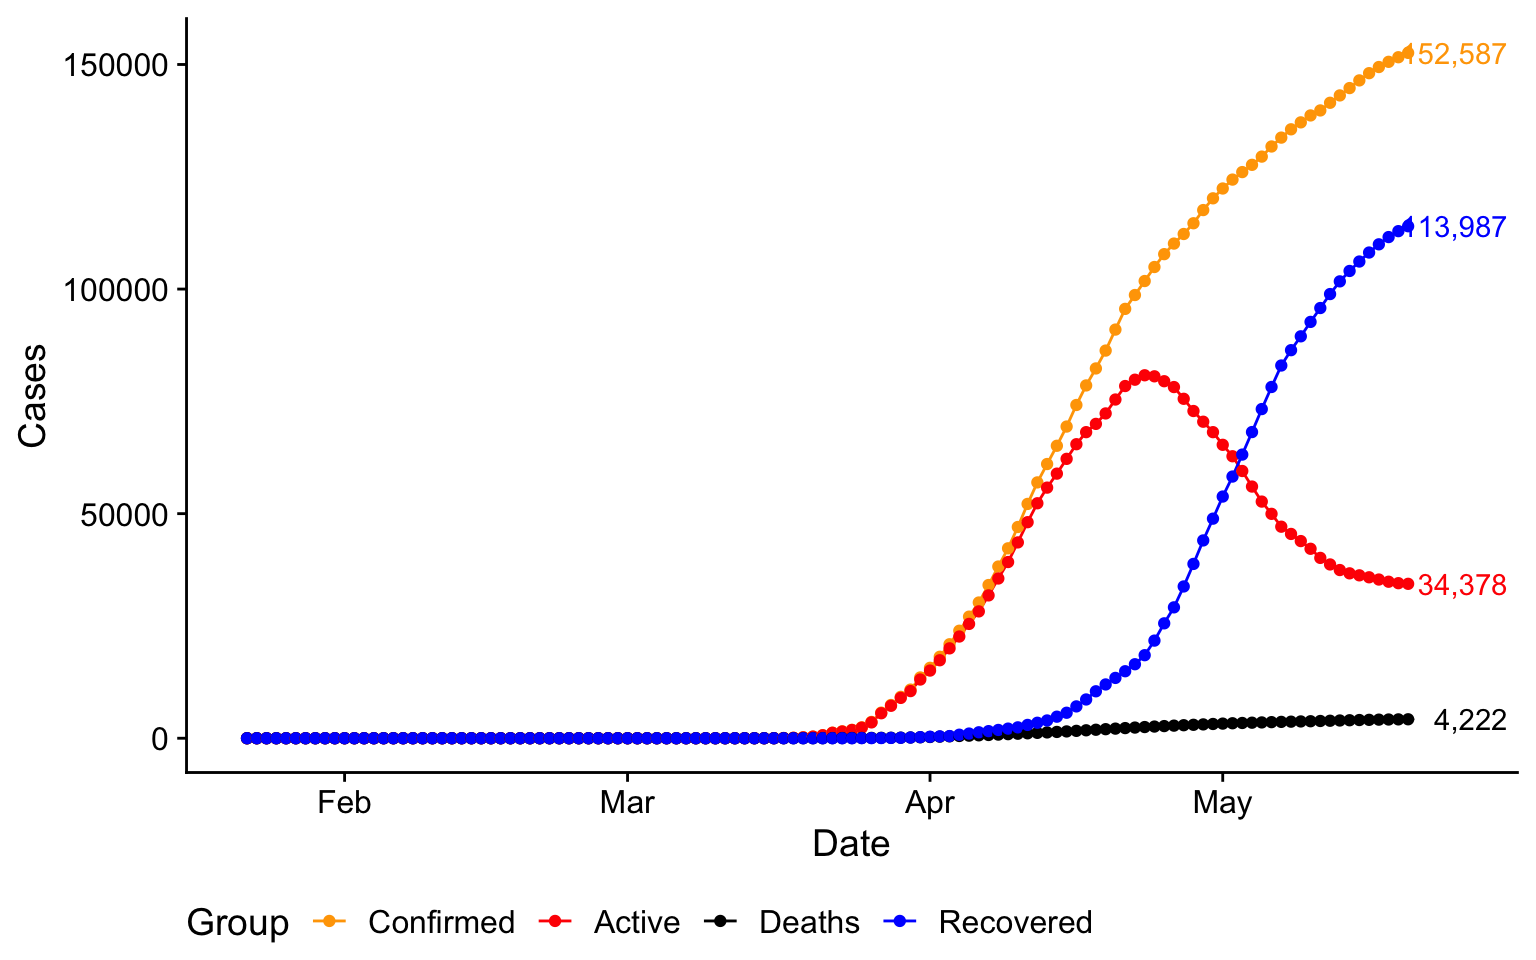 150000
152,587
113,987
100000
Cases
50000
34,378
4,222
0
Feb Mar Apr May
Date
Group Confirmed Active Deaths Recovered